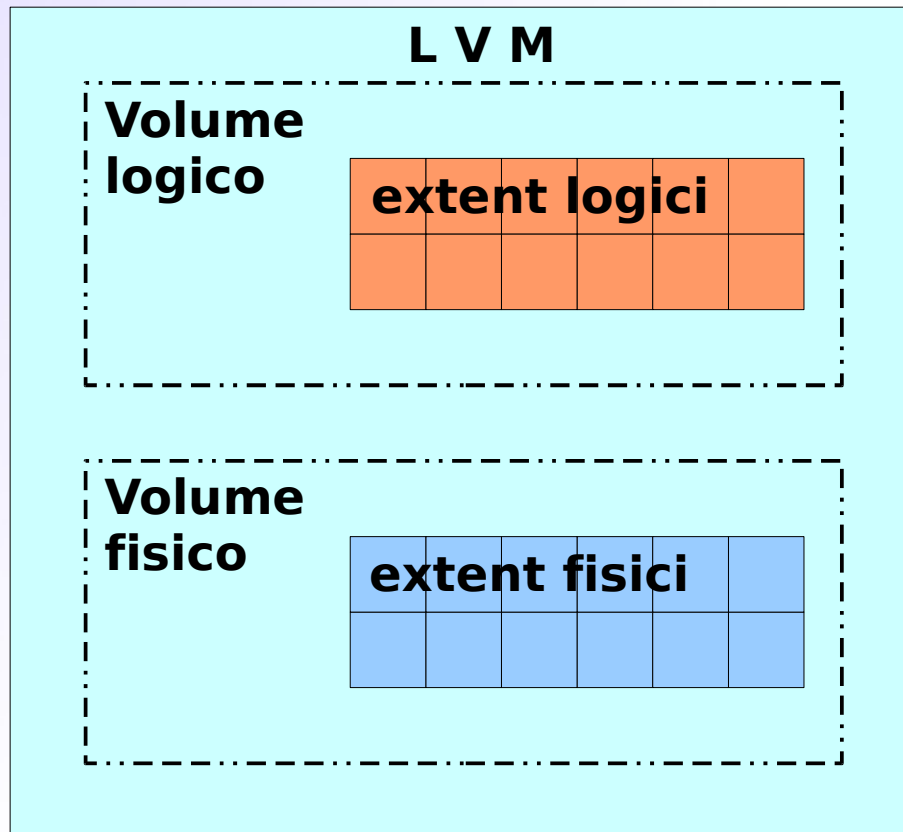 L V M
Volume
logico
extent logici
Volume
fisico
extent fisici